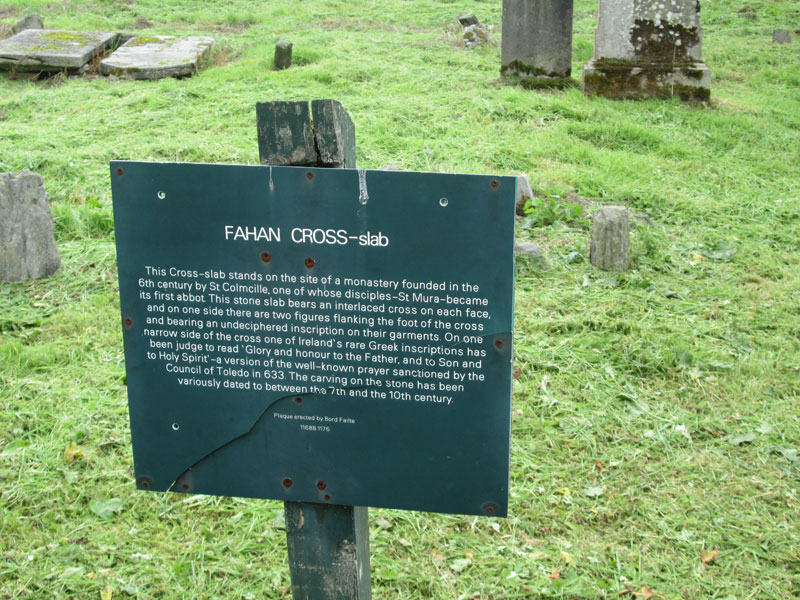 FAHAN CROSS-slab
This Cross-slab stands on the site of a monastery founded in the
6th century by St Colmcille, one of whose disciples-St Mura-became
its first abbot. This stone slab bears an interlaced cross on each face,
and on one side there are two figures flanking the foot of the cross
and bearing an undeciphered inscription on their garments. On one
narrow side of the cross one of Ireland's rare Greek inscriptions has
been judge to read 'Glory and honour to the Father, and to Son and
to Holy Spirit'-a version of the well-known prayer sanctioned by the
Council of Toledo in 633. The carving on the stone has been
variously dated to between the 7th and the 10th century.
Plaque erected by Bord Failte
11688 1176